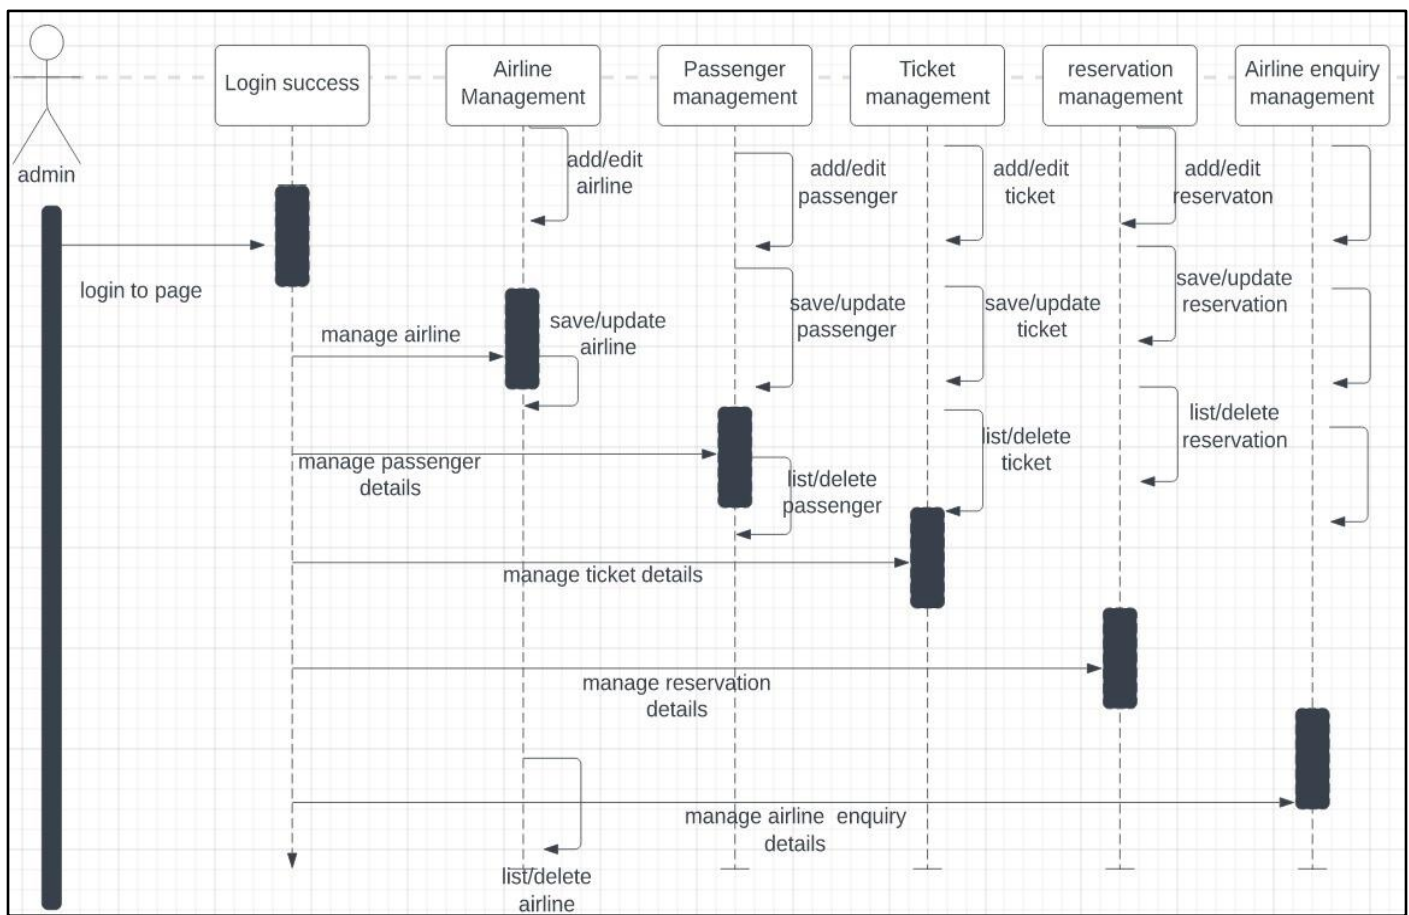 Login success
Airline
Management
Passenger
management
Ticket
management
reservation
management
Airline enquiry
management
admin
add/edit
airline
add/edit
passenger
add/edit
ticket
add/edit
reservaton
login to page
save/update
reservation
save/update
passenger
save/update
ticket
save/update
airline
manage airline
list/delete
reservation
list/delete
ticket
manage passenger
details
list/delete
passenger
manage ticket details
manage reservation
details
manage airline enquiry
details
list/delete
airline